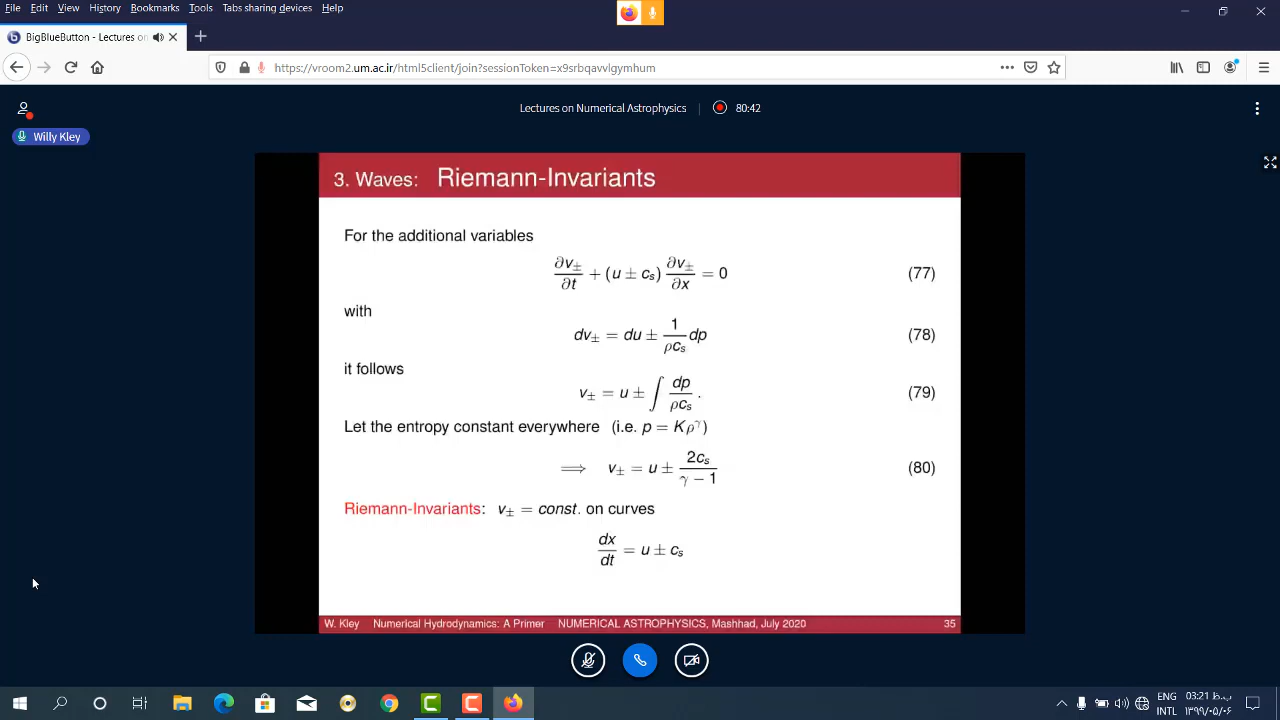 File Edit View History Bookmarks Tools Tabs sharing devices Help
BigBlueButton - Lectures on
https://vroom2.um.ac.ir/html5client/join?sessionToken=x9srbqavvlgymhum
Lectures on Numerical Astrophysics 80:42
Willy Kley
3. Waves: Riemann-Invariants
For the additional variables
∂v±/∂t + (u ± cₛ) ∂v±/∂x = 0 (77)
with
dv± = du ± 1/(ρcₛ) dp (78)
it follows
v± = u ± ∫ dp/(ρcₛ) . (79)
Let the entropy constant everywhere (i.e. p = Kρ^γ)
⟹ v± = u ± 2cₛ/(γ − 1) (80)
Riemann-Invariants: v± = const. on curves
dx/dt = u ± cₛ
W. Kley Numerical Hydrodynamics: A Primer NUMERICAL ASTROPHYSICS, Mashhad, July 2020 35
ENG
INTL